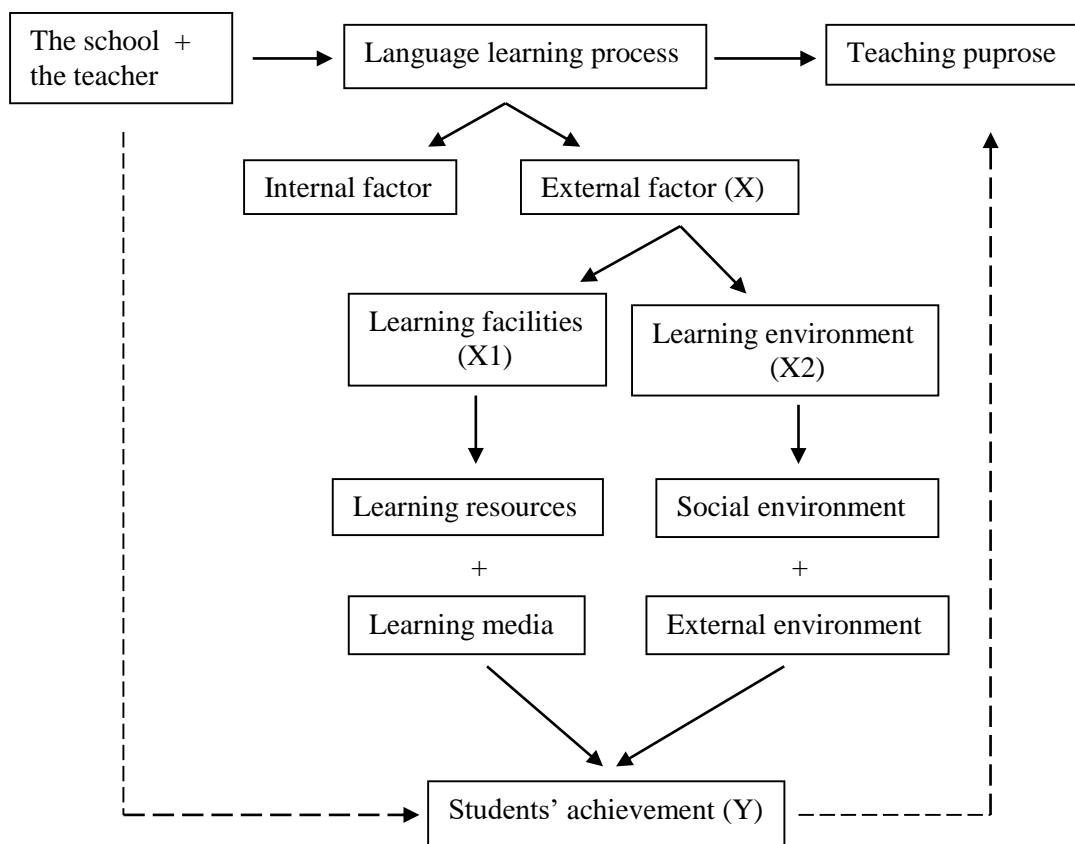 The school +
the teacher
Language learning process
Teaching puprose
Internal factor
External factor (X)
Learning facilities
(X1)
Learning environment
(X2)
Learning resources
Social environment
+
+
Learning media
External environment
Students’ achievement (Y)